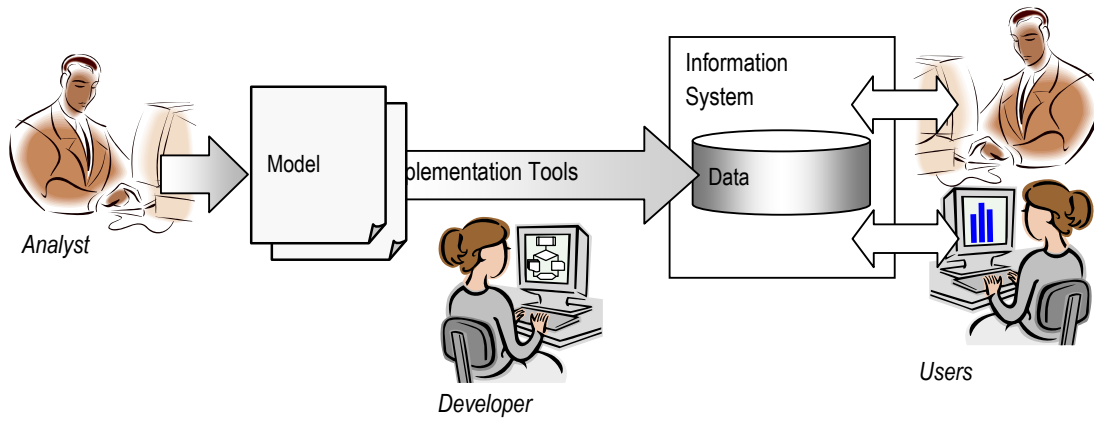 Information
System
Model
plementation Tools
Data
Analyst
Users
Developer